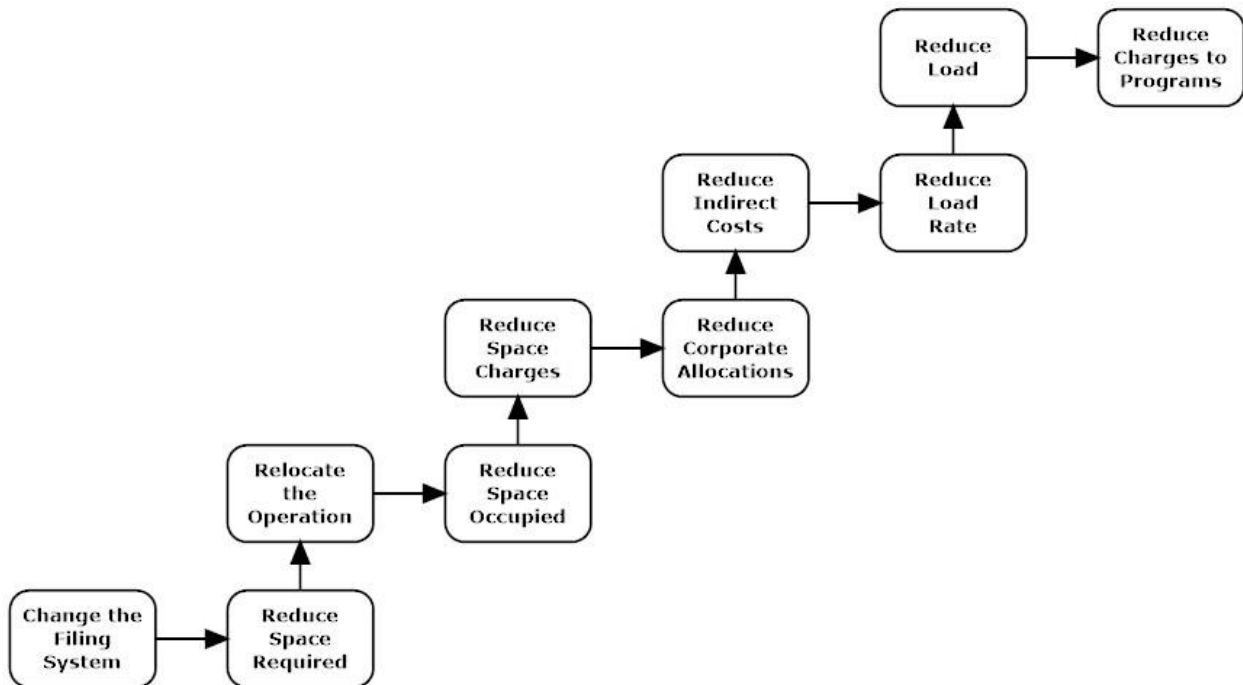 Reduce
Load
Reduce
Charges to
Programs
Reduce
Indirect
Costs
Reduce
Load
Rate
Reduce
Space
Charges
Reduce
Corporate
Allocations
Relocate
the
Operation
Reduce
Space
Occupied
Change the
Filing
System
Reduce
Space
Required